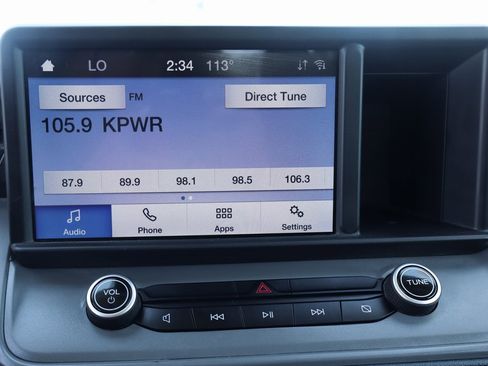 LO 2:34 113°
Sources FM Direct Tune
105.9 KPWR
87.9 89.9 98.1 98.5 106.3
Audio Phone Apps Settings
VOL TUNE